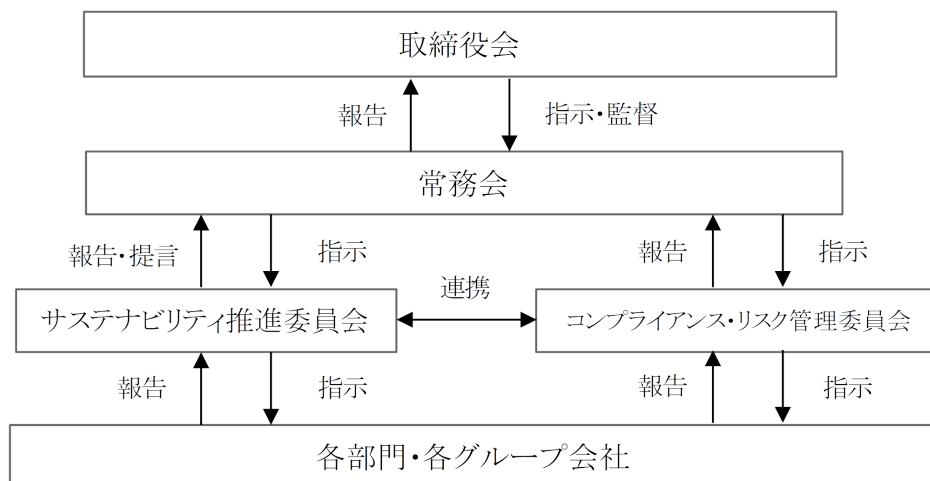 取締役会
報告
指示・監督
常務会
報告・提言
指示
報告
指示
連携
サステナビリティ推進委員会
コンプライアンス・リスク管理委員会
報告
指示
報告
指示
各部門・各グループ会社